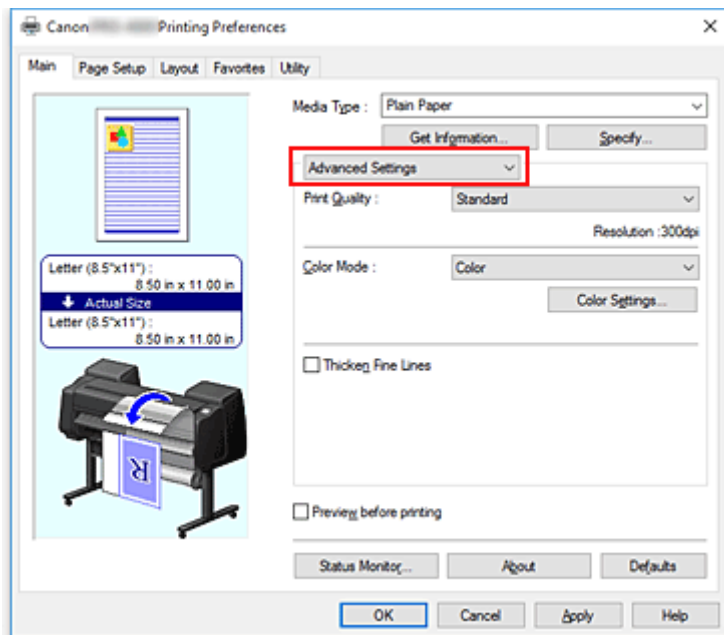 Canon Printing Preferences
Main Page Setup Layout Favorites Utility
Media Type : Plain Paper
Get Information... Specify...
Advanced Settings
Print Quality : Standard
Resolution :300dpi
Color Mode : Color
Color Settings...
Thicken Fine Lines
Letter (8.5"x11") :
8.50 in x 11.00 in
Actual Size
Letter (8.5"x11") :
8.50 in x 11.00 in
R
Preview before printing
Status Monitor... About Defaults
OK Cancel Apply Help